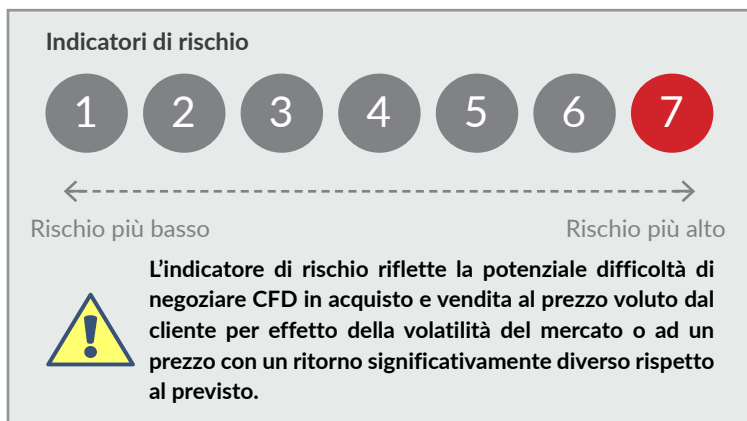 Indicatori di rischio
1 2 3 4 5 6 7
Rischio più basso Rischio più alto
L'indicatore di rischio riflette la potenziale difficoltà di
negoziare CFD in acquisto e vendita al prezzo voluto dal
cliente per effetto della volatilità del mercato o ad un
prezzo con un ritorno significativamente diverso rispetto
al previsto.